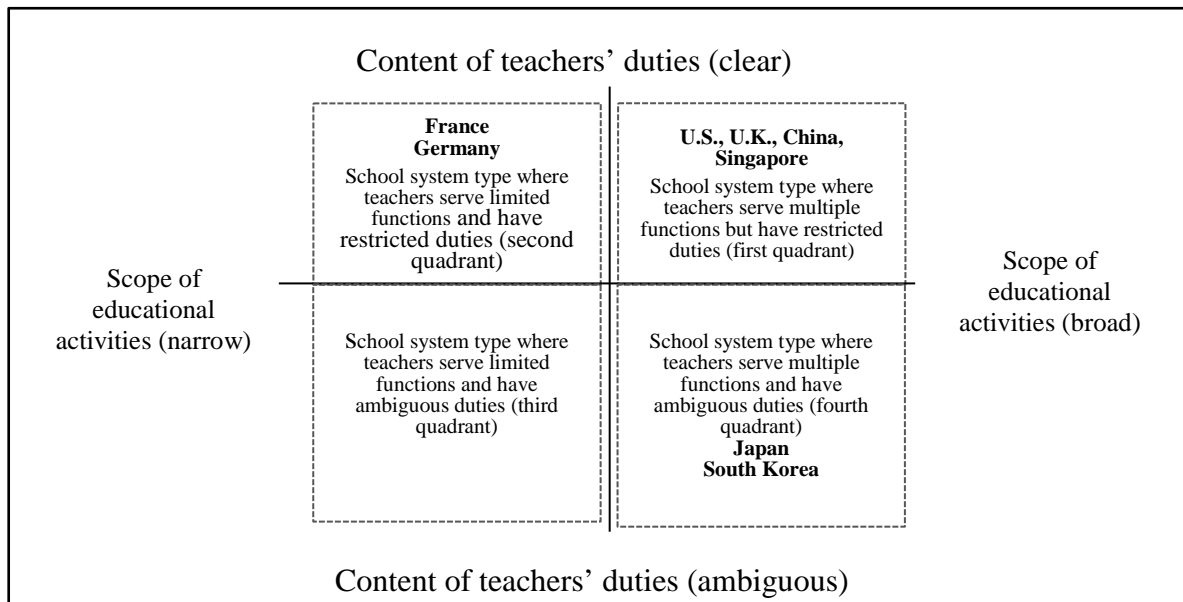 Content of teachers’ duties (clear)
France
Germany
School system type where
teachers serve limited
functions and have
restricted duties (second
quadrant)
U.S., U.K., China,
Singapore
School system type where
teachers serve multiple
functions but have restricted
duties (first quadrant)
Scope of
educational
activities (narrow)
Scope of
educational
activities (broad)
School system type where
teachers serve limited
functions and have
ambiguous duties (third
quadrant)
School system type where
teachers serve multiple
functions and have
ambiguous duties (fourth
quadrant)
Japan
South Korea
Content of teachers’ duties (ambiguous)